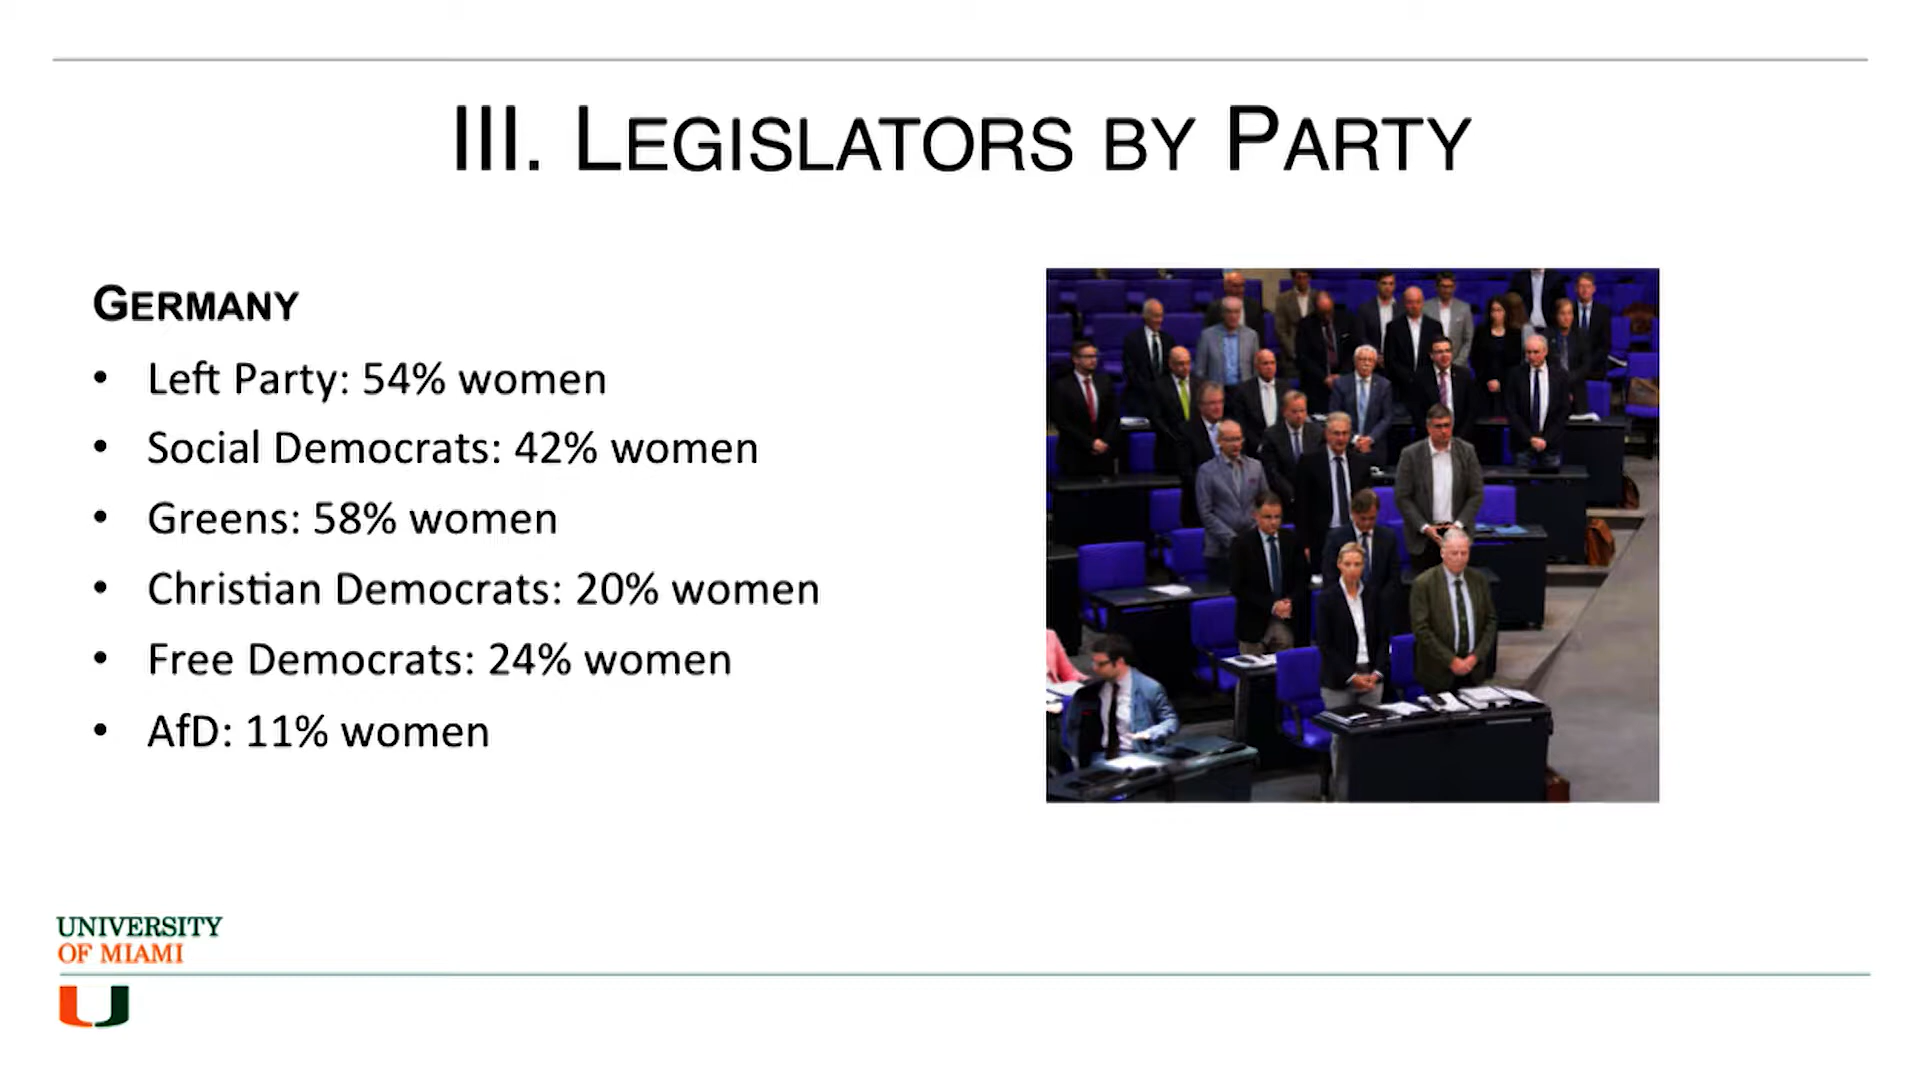 III. LEGISLATORS BY PARTY
GERMANY
• Left Party: 54% women
• Social Democrats: 42% women
• Greens: 58% women
• Christian Democrats: 20% women
• Free Democrats: 24% women
• AfD: 11% women
UNIVERSITY
OF MIAMI